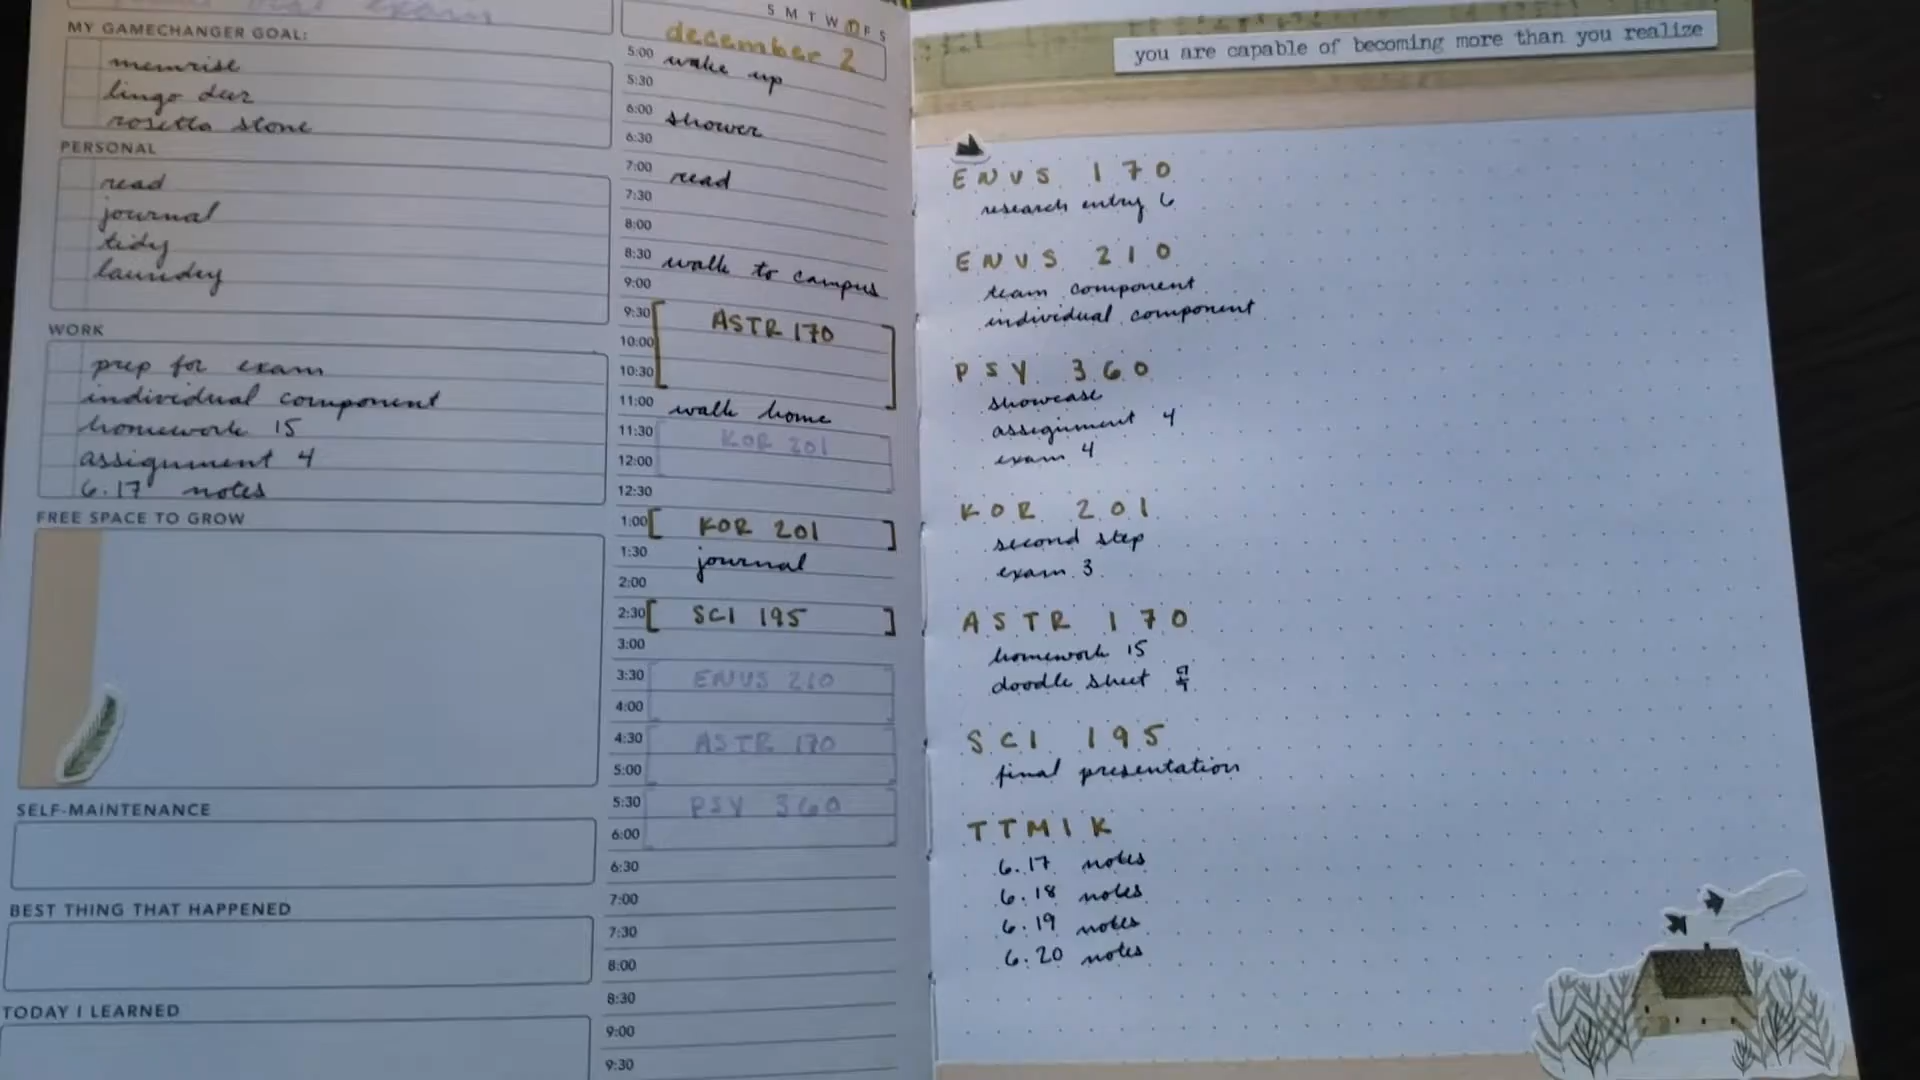 MY GAMECHANGER GOAL:
memrise
lingo deer
rosetta stone
PERSONAL
read
journal
tidy
laundry
WORK
prep for exam
individual component
homework 15
assignment 4
6.17 notes
FREE SPACE TO GROW
SELF-MAINTENANCE
BEST THING THAT HAPPENED
TODAY I LEARNED
S M T W T F S
december 2
5:00 wake up
5:30
6:00 shower
6:30
7:00 read
7:30
8:00
8:30 walk to campus
9:00
9:30 ASTR 170
10:00
10:30
11:00 walk home
11:30 KOR 201
12:00
12:30
1:00 KOR 201
1:30 journal
2:00
2:30 SCI 195
3:00
3:30 ENVS 210
4:00
4:30 ASTR 170
5:00
5:30 PSY 360
6:00
6:30
7:00
7:30
8:00
8:30
9:00
9:30
you are capable of becoming more than you realize
ENVS 170
research entry 6
ENVS 210
team component
individual component
PSY 360
showcase
assignment 4
exam 4
KOR 201
second step
exam 3
ASTR 170
homework 15
doodle sheet
SCI 195
final presentation
TTMIK
6.17 notes
6.18 notes
6.19 notes
6.20 notes